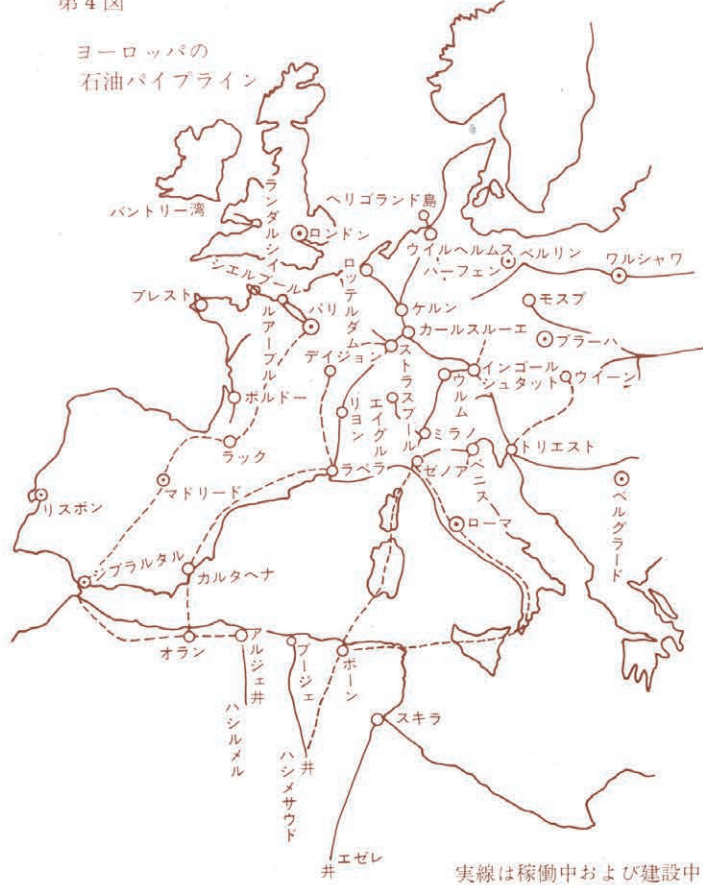 第4図
ヨーロッパの
石油パイプライン
バントリー湾
ランダルシイ
ロンドン
ヘリゴランド島
ウイルヘルムス
ハーフェン
ベルリン
ワルシャワ
シエルブール
ブレスト
ルアーブル
パリ
ロッテルダム
ケルン
モスブ
カールスルーエ
プラーハ
デイジョン
ストラスブール
インゴール
シュタット
ウイーン
ウルム
ボルドー
リヨン
エイグル
ミラノ
トリエスト
ラック
ラベラ
ゼノア
ベニス
マドリード
リスボン
ローマ
ベルグラード
ジブラルタル
カルタヘナ
オラン
アルジェ
井
ブージェ
ボーン
ハシルメル
ハシメサウド
井
スキラ
エゼレ
井
実線は稼働中および建設中